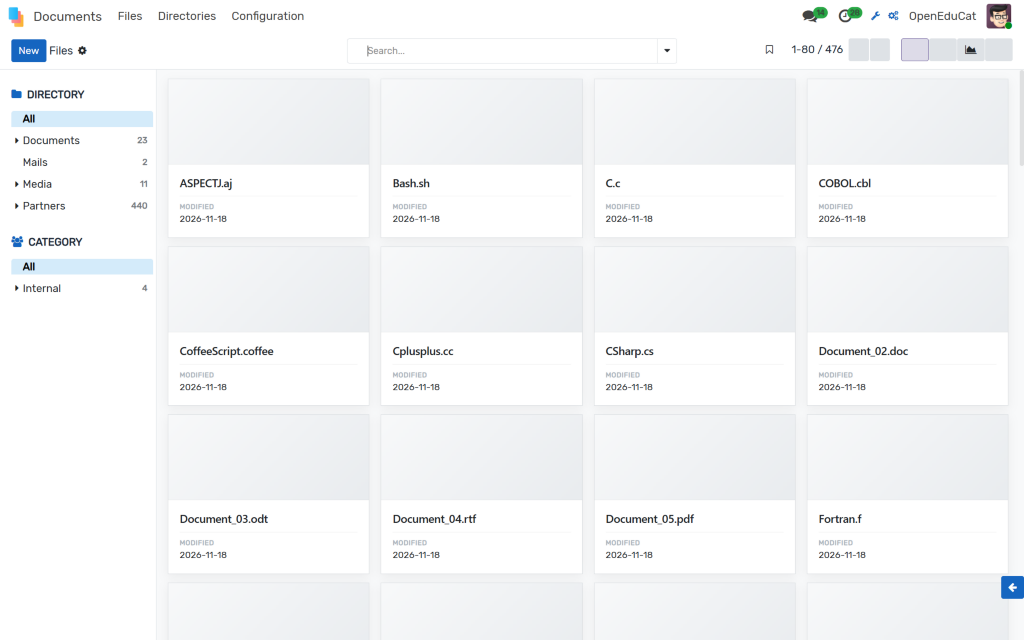 Documents Files Directories Configuration 14 28 OpenEduCat
New Files Search... 1-80 / 476
DIRECTORY
All
Documents 23
Mails 2
Media 11
Partners 440
CATEGORY
All
Internal 4
ASPECTJ.aj Bash.sh C.c COBOL.cbl
MODIFIED MODIFIED MODIFIED MODIFIED
2026-11-18 2026-11-18 2026-11-18 2026-11-18
CoffeeScript.coffee Cplusplus.cc CSharp.cs Document_02.doc
MODIFIED MODIFIED MODIFIED MODIFIED
2026-11-18 2026-11-18 2026-11-18 2026-11-18
Document_03.odt Document_04.rtf Document_05.pdf Fortran.f
MODIFIED MODIFIED MODIFIED MODIFIED
2026-11-18 2026-11-18 2026-11-18 2026-11-18